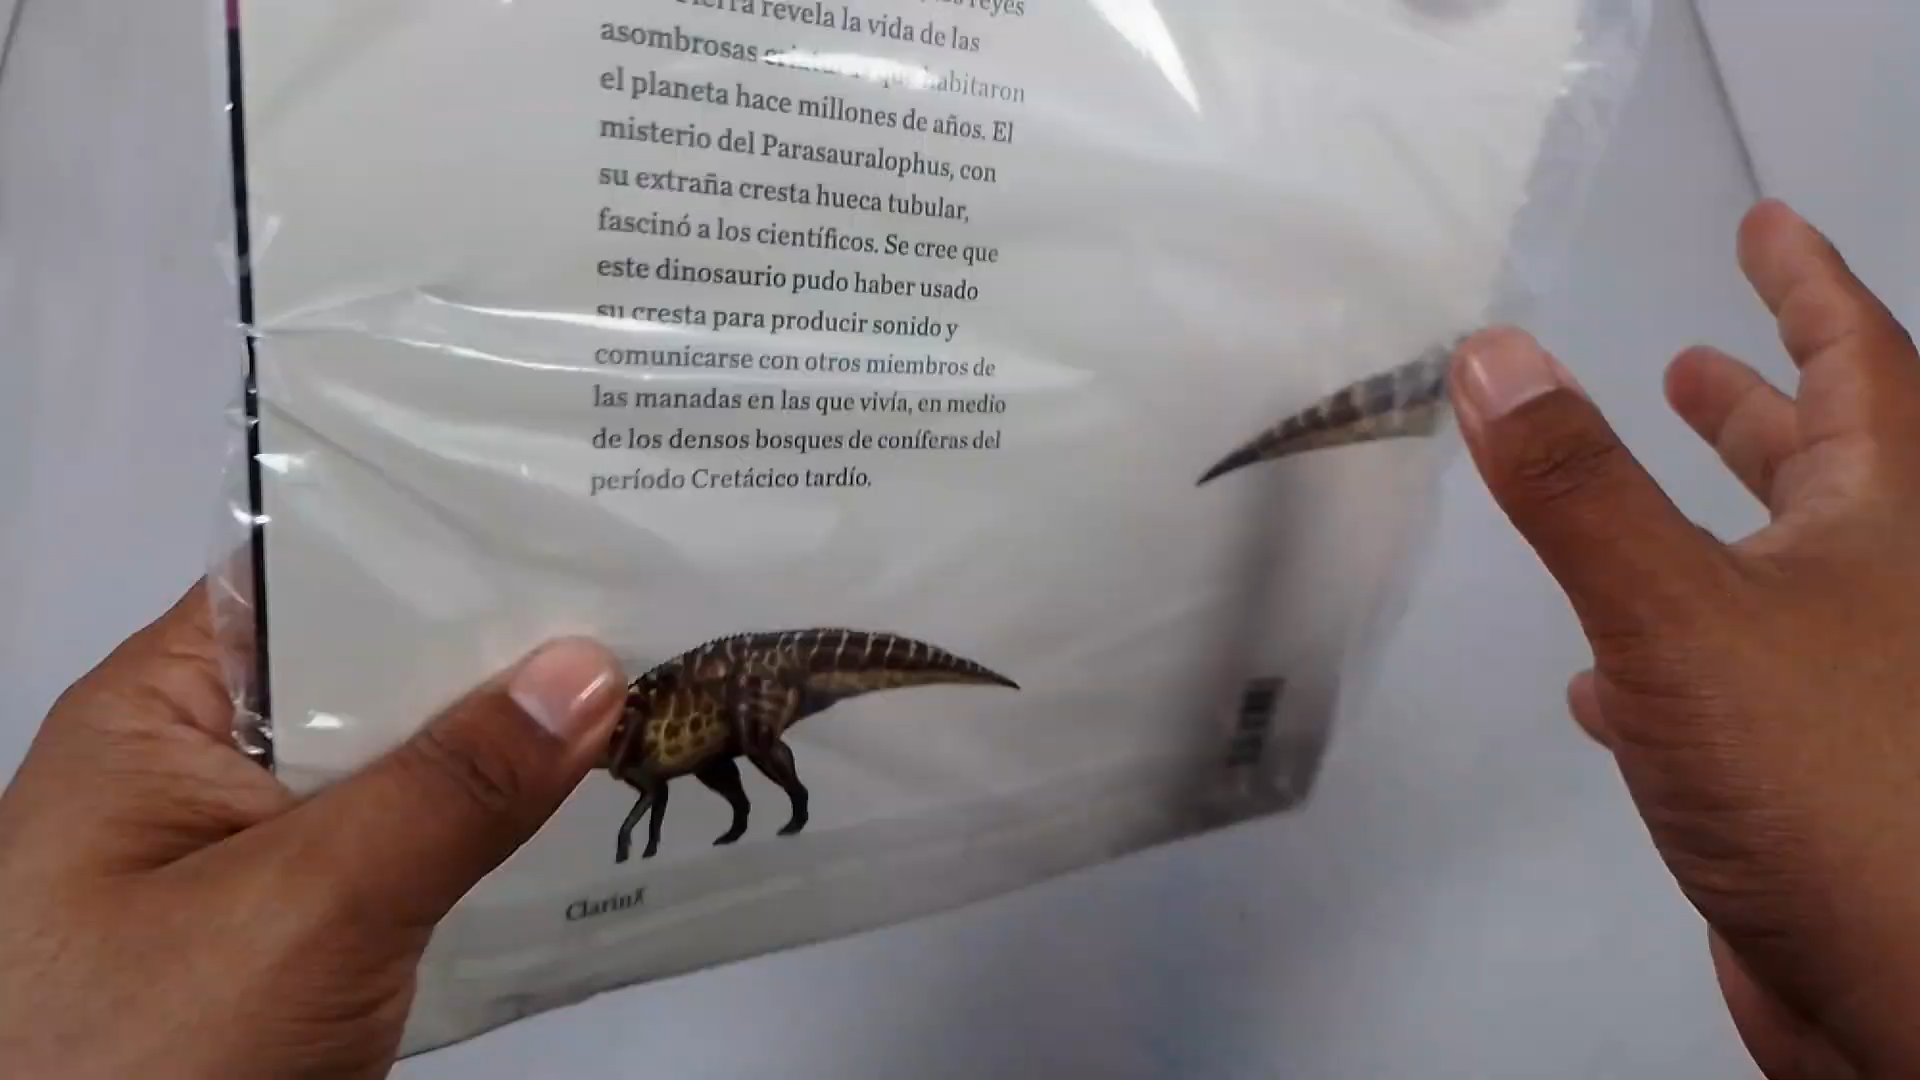 reyes
revela la vida de las
asombrosas habitaron
el planeta hace millones de años. El
misterio del Parasauralophus, con
su extraña cresta hueca tubular,
fascinó a los científicos. Se cree que
este dinosaurio pudo haber usado
su cresta para producir sonido y
comunicarse con otros miembros de
las manadas en las que vivía, en medio
de los densos bosques de coníferas del
período Cretácico tardío.
ClarínX